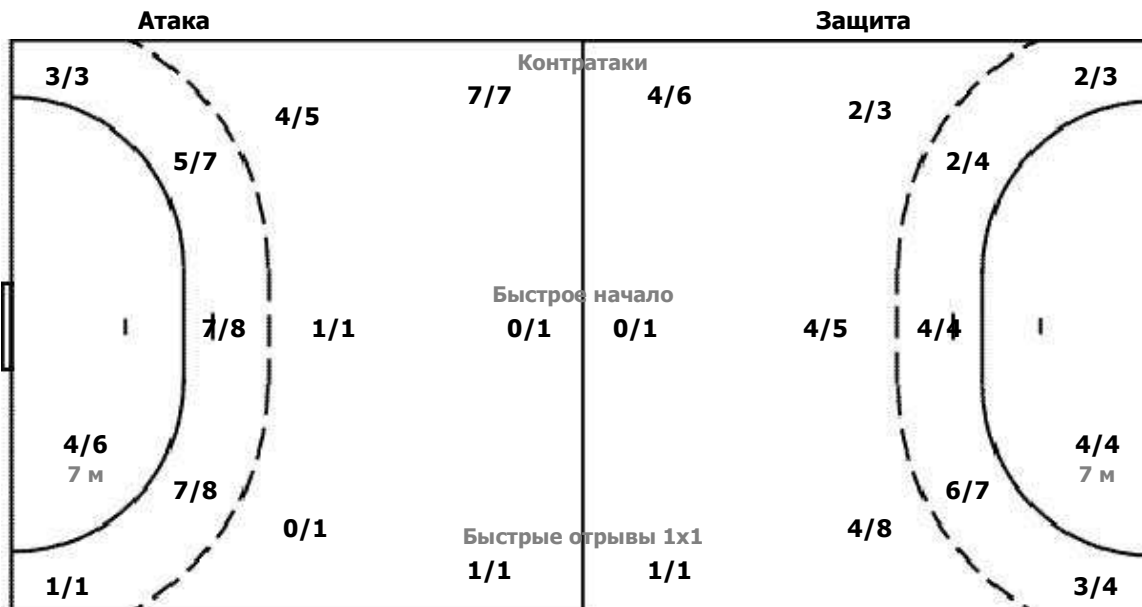 Атака Защита
Контратаки
3/3 4/5 7/7 4/6 2/3 2/3
5/7 2/4
Быстрое начало
7/8 1/1 0/1 0/1 4/5 4/4
4/6 4/4
7 м 7 м
7/8 6/7
0/1 4/8
Быстрые отрывы 1х1
1/1 1/1 1/1 3/4